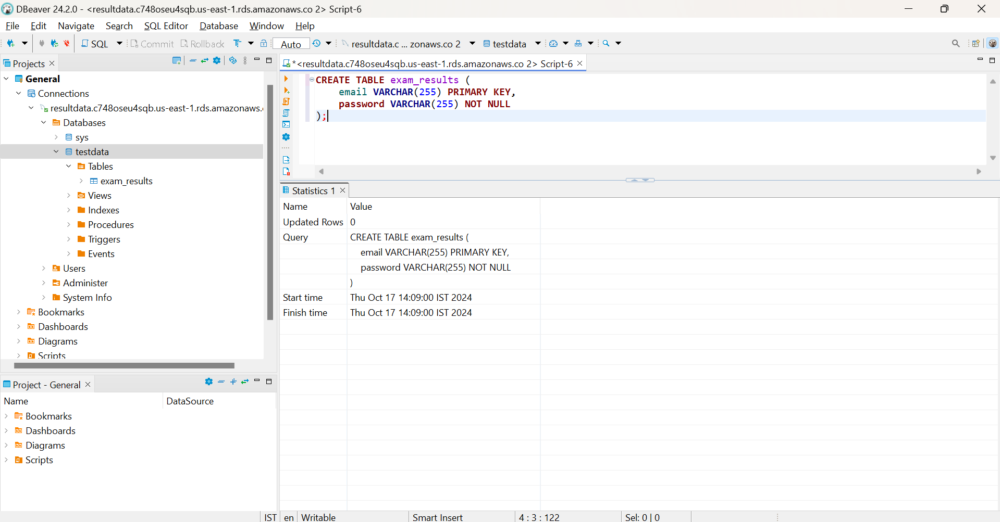 DBeaver 24.2.0 - <resultdata.c748oseu4sqb.us-east-1.rds.amazonaws.co 2> Script-6
File Edit Navigate Search SQL Editor Database Window Help
SQL Commit Rollback Auto resultdata.c ... zonaws.co 2 testdata
Projects
General
Connections
resultdata.c748oseu4sqb.us-east-1.rds.amazonaws.
Databases
sys
testdata
Tables
exam_results
Views
Indexes
Procedures
Triggers
Events
Users
Administer
System Info
Bookmarks
Dashboards
Diagrams
Scripts
Project - General
Name DataSource
Bookmarks
Dashboards
Diagrams
Scripts
*<resultdata.c748oseu4sqb.us-east-1.rds.amazonaws.co 2> Script-6
CREATE TABLE exam_results (
email VARCHAR(255) PRIMARY KEY,
password VARCHAR(255) NOT NULL
);
Statistics 1
Name Value
Updated Rows 0
Query CREATE TABLE exam_results (
email VARCHAR(255) PRIMARY KEY,
password VARCHAR(255) NOT NULL
)
Start time Thu Oct 17 14:09:00 IST 2024
Finish time Thu Oct 17 14:09:00 IST 2024
IST en Writable Smart Insert 4 : 3 : 122 Sel: 0 | 0